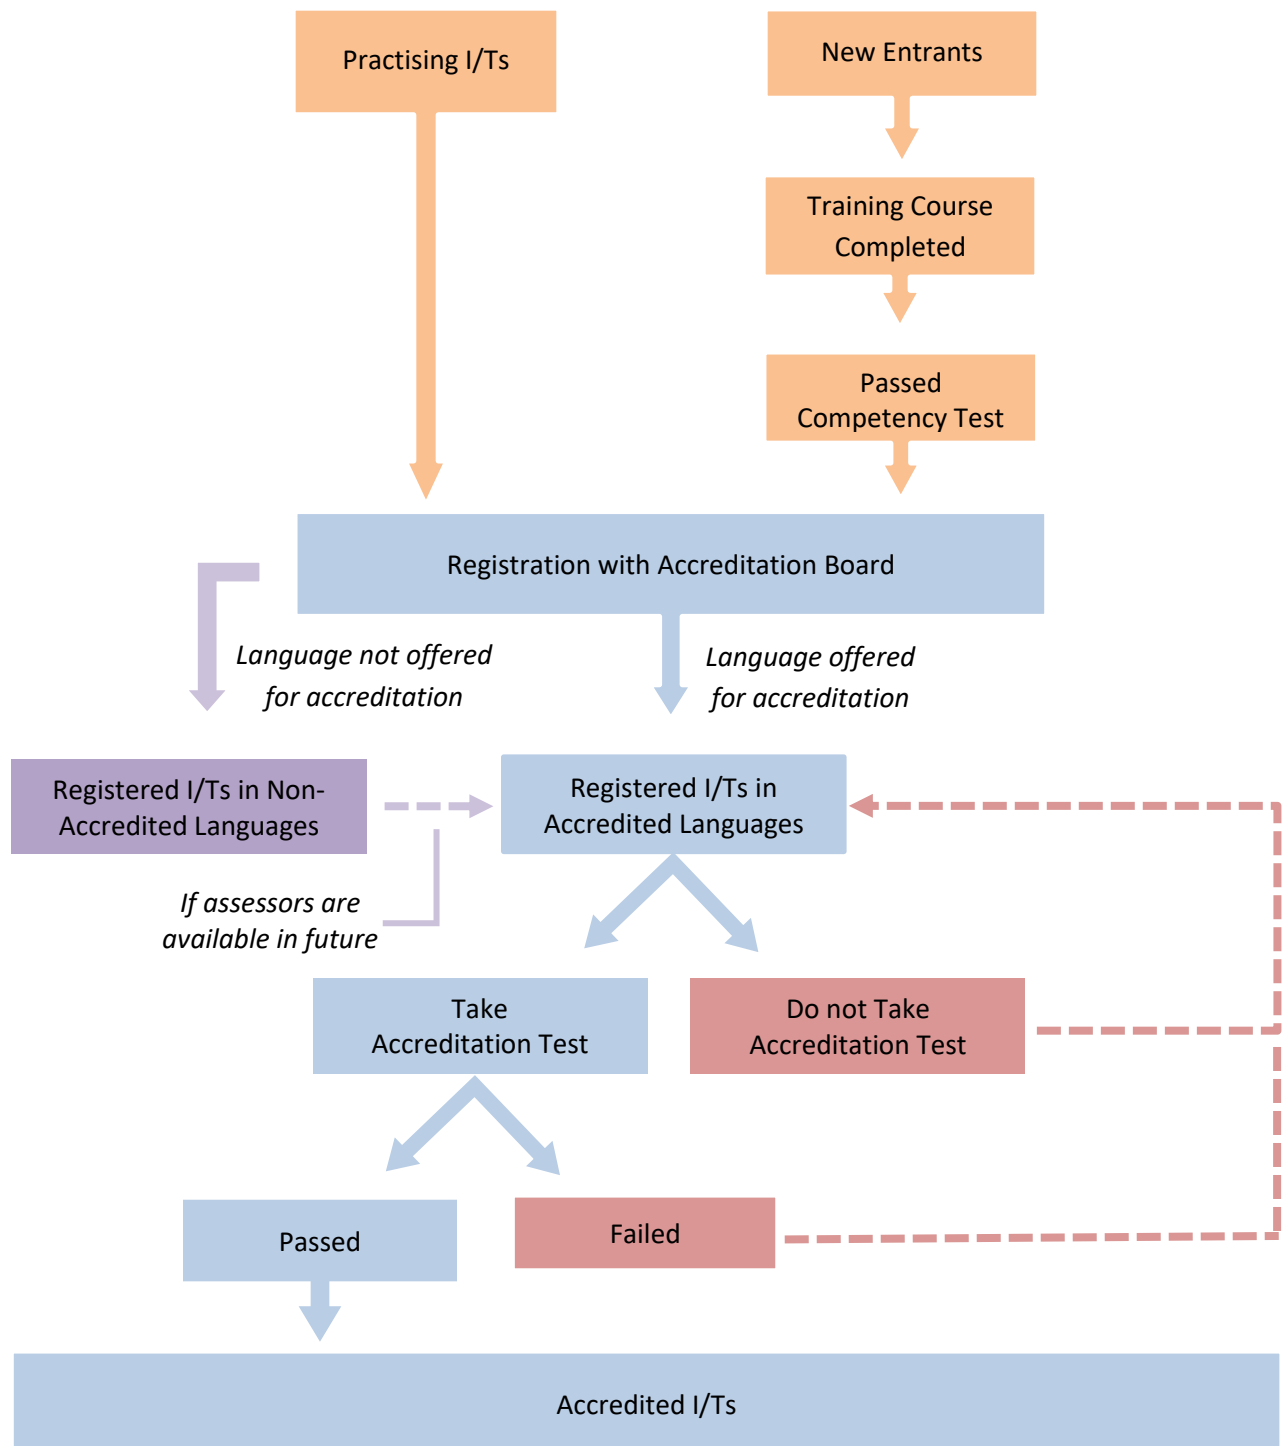 Practising I/Ts
New Entrants
Training Course
Completed
Passed
Competency Test
Registration with Accreditation Board
Language not offered
for accreditation
Language offered
for accreditation
Registered I/Ts in Non-
Accredited Languages
Registered I/Ts in
Accredited Languages
If assessors are
available in future
Take
Accreditation Test
Do not Take
Accreditation Test
Passed
Failed
Accredited I/Ts